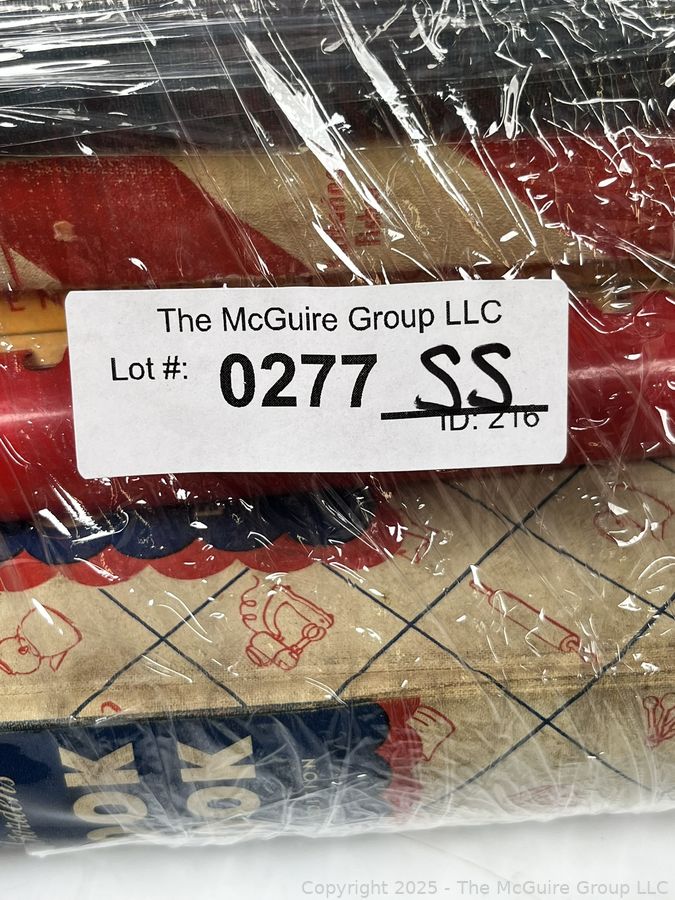 The McGuire Group LLC
Lot #: 0277 SS
ID: 216
OOK
OOK
Copyright 2025 - The McGuire Group LLC